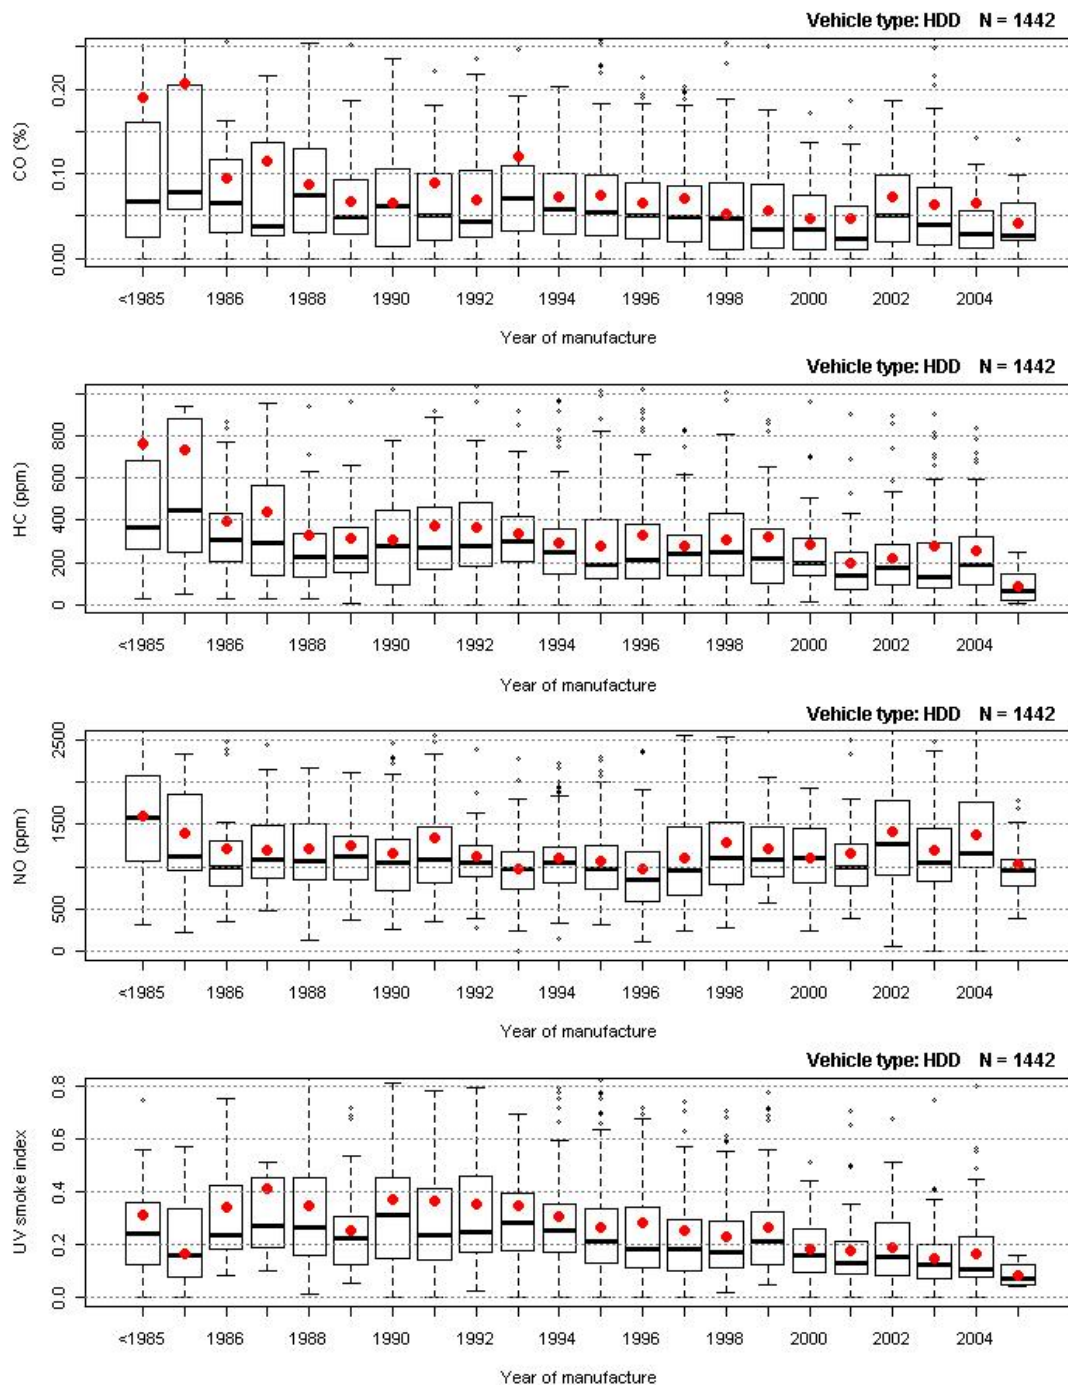 Vehicle type: HDD N = 1442
CO (%)
0.20
0.10
0.00
<1985 1986 1988 1990 1992 1994 1996 1998 2000 2002 2004
Year of manufacture
Vehicle type: HDD N = 1442
HC (ppm)
800
600
400
200
0
<1985 1986 1988 1990 1992 1994 1996 1998 2000 2002 2004
Year of manufacture
Vehicle type: HDD N = 1442
NO (ppm)
2500
1500
500
0
<1985 1986 1988 1990 1992 1994 1996 1998 2000 2002 2004
Year of manufacture
Vehicle type: HDD N = 1442
UV smoke index
0.8
0.6
0.4
0.2
0.0
<1985 1986 1988 1990 1992 1994 1996 1998 2000 2002 2004
Year of manufacture